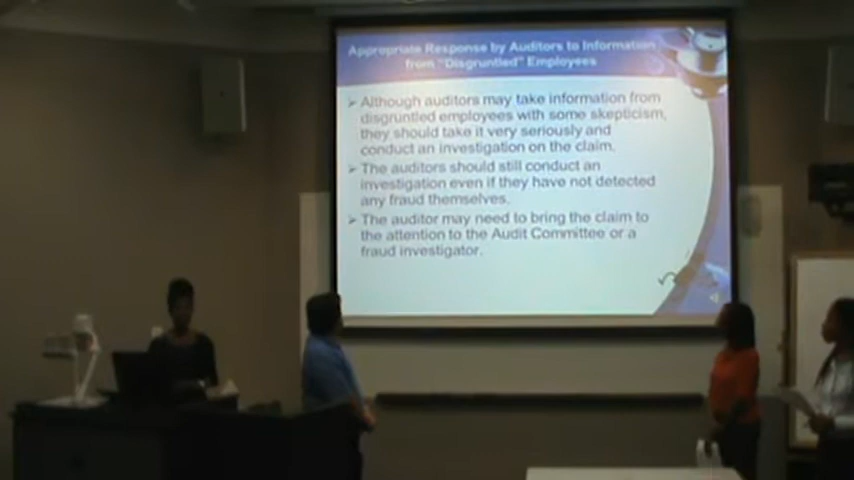 Appropriate Response by Auditors to Information
from "Disgruntled" Employees
➢ Although auditors may take information from
disgruntled employees with some skepticism,
they should take it very seriously and
conduct an investigation on the claim.
➢ The auditors should still conduct an
investigation even if they have not detected
any fraud themselves.
➢ The auditor may need to bring the claim to
the attention to the Audit Committee or a
fraud investigator.